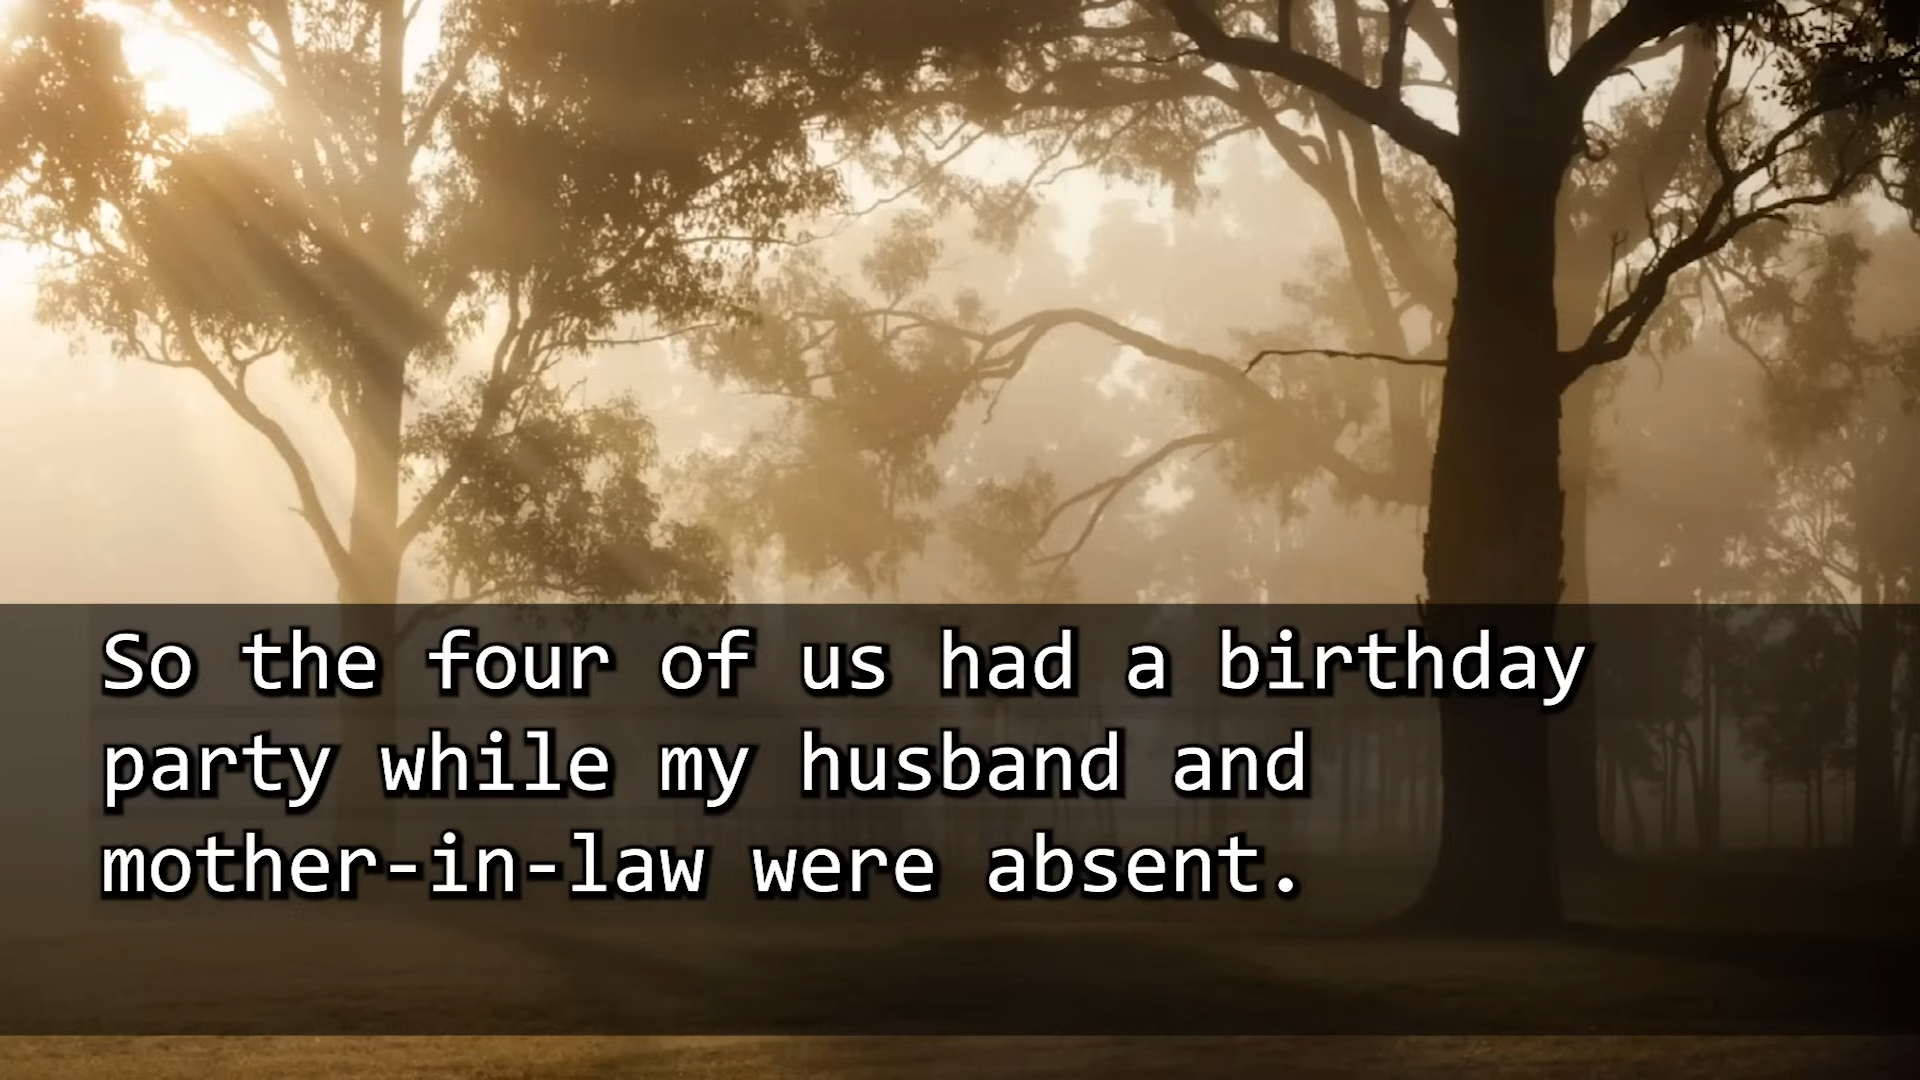 So the four of us had a birthday
party while my husband and
mother-in-law were absent.